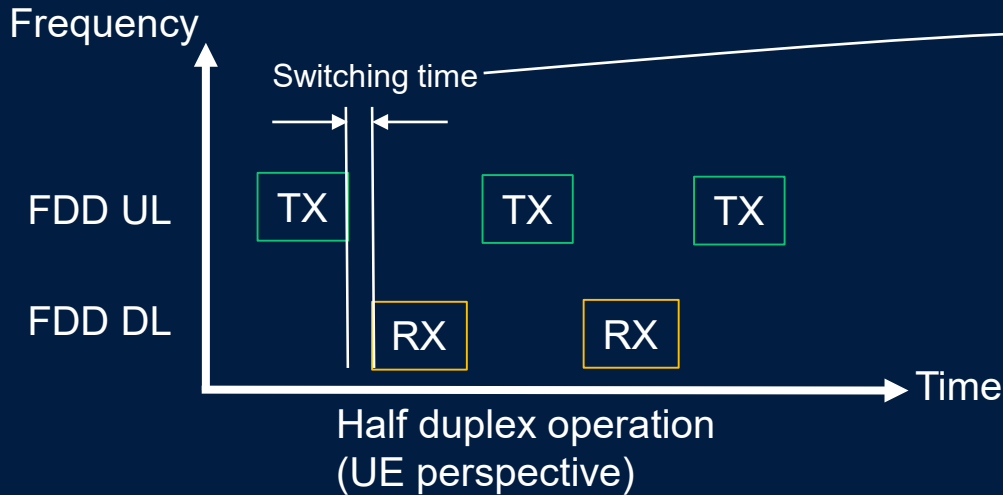 Frequency
Switching time
FDD UL
TX
TX
TX
FDD DL
RX
RX
Time
Half duplex operation
(UE perspective)